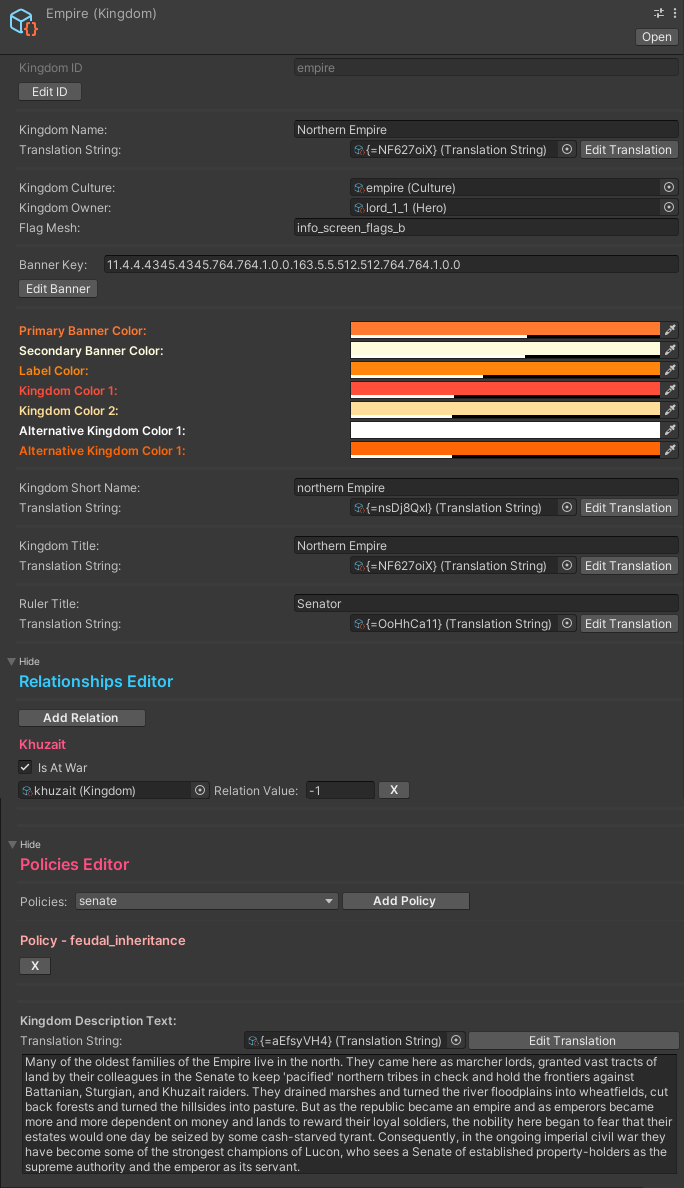 Empire (Kingdom)
Open
Kingdom ID empire
Edit ID
Kingdom Name: Northern Empire
Translation String: {=NF627oiX} (Translation String) Edit Translation
Kingdom Culture: empire (Culture)
Kingdom Owner: lord_1_1 (Hero)
Flag Mesh: info_screen_flags_b
Banner Key: 11.4.4.4345.4345.764.764.1.0.0.163.5.5.512.512.764.764.1.0.0
Edit Banner
Primary Banner Color:
Secondary Banner Color:
Label Color:
Kingdom Color 1:
Kingdom Color 2:
Alternative Kingdom Color 1:
Alternative Kingdom Color 1:
Kingdom Short Name: northern Empire
Translation String: {=nsDj8Qxl} (Translation String) Edit Translation
Kingdom Title: Northern Empire
Translation String: {=NF627oiX} (Translation String) Edit Translation
Ruler Title: Senator
Translation String: {=OoHhCa11} (Translation String) Edit Translation
Hide
Relationships Editor
Add Relation
Khuzait
Is At War
khuzait (Kingdom) Relation Value: -1 X
Hide
Policies Editor
Policies: senate Add Policy
Policy - feudal_inheritance
X
Kingdom Description Text:
Translation String: {=aEfsyVH4} (Translation String) Edit Translation
Many of the oldest families of the Empire live in the north. They came here as marcher lords, granted vast tracts of
land by their colleagues in the Senate to keep 'pacified' northern tribes in check and hold the frontiers against
Battanian, Sturgian, and Khuzait raiders. They drained marshes and turned the river floodplains into wheatfields, cut
back forests and turned the hillsides into pasture. But as the republic became an empire and as emperors became
more and more dependent on money and lands to reward their loyal soldiers, the nobility here began to fear that their
estates would one day be seized by some cash-starved tyrant. Consequently, in the ongoing imperial civil war they
have become some of the strongest champions of Lucon, who sees a Senate of established property-holders as the
supreme authority and the emperor as its servant.